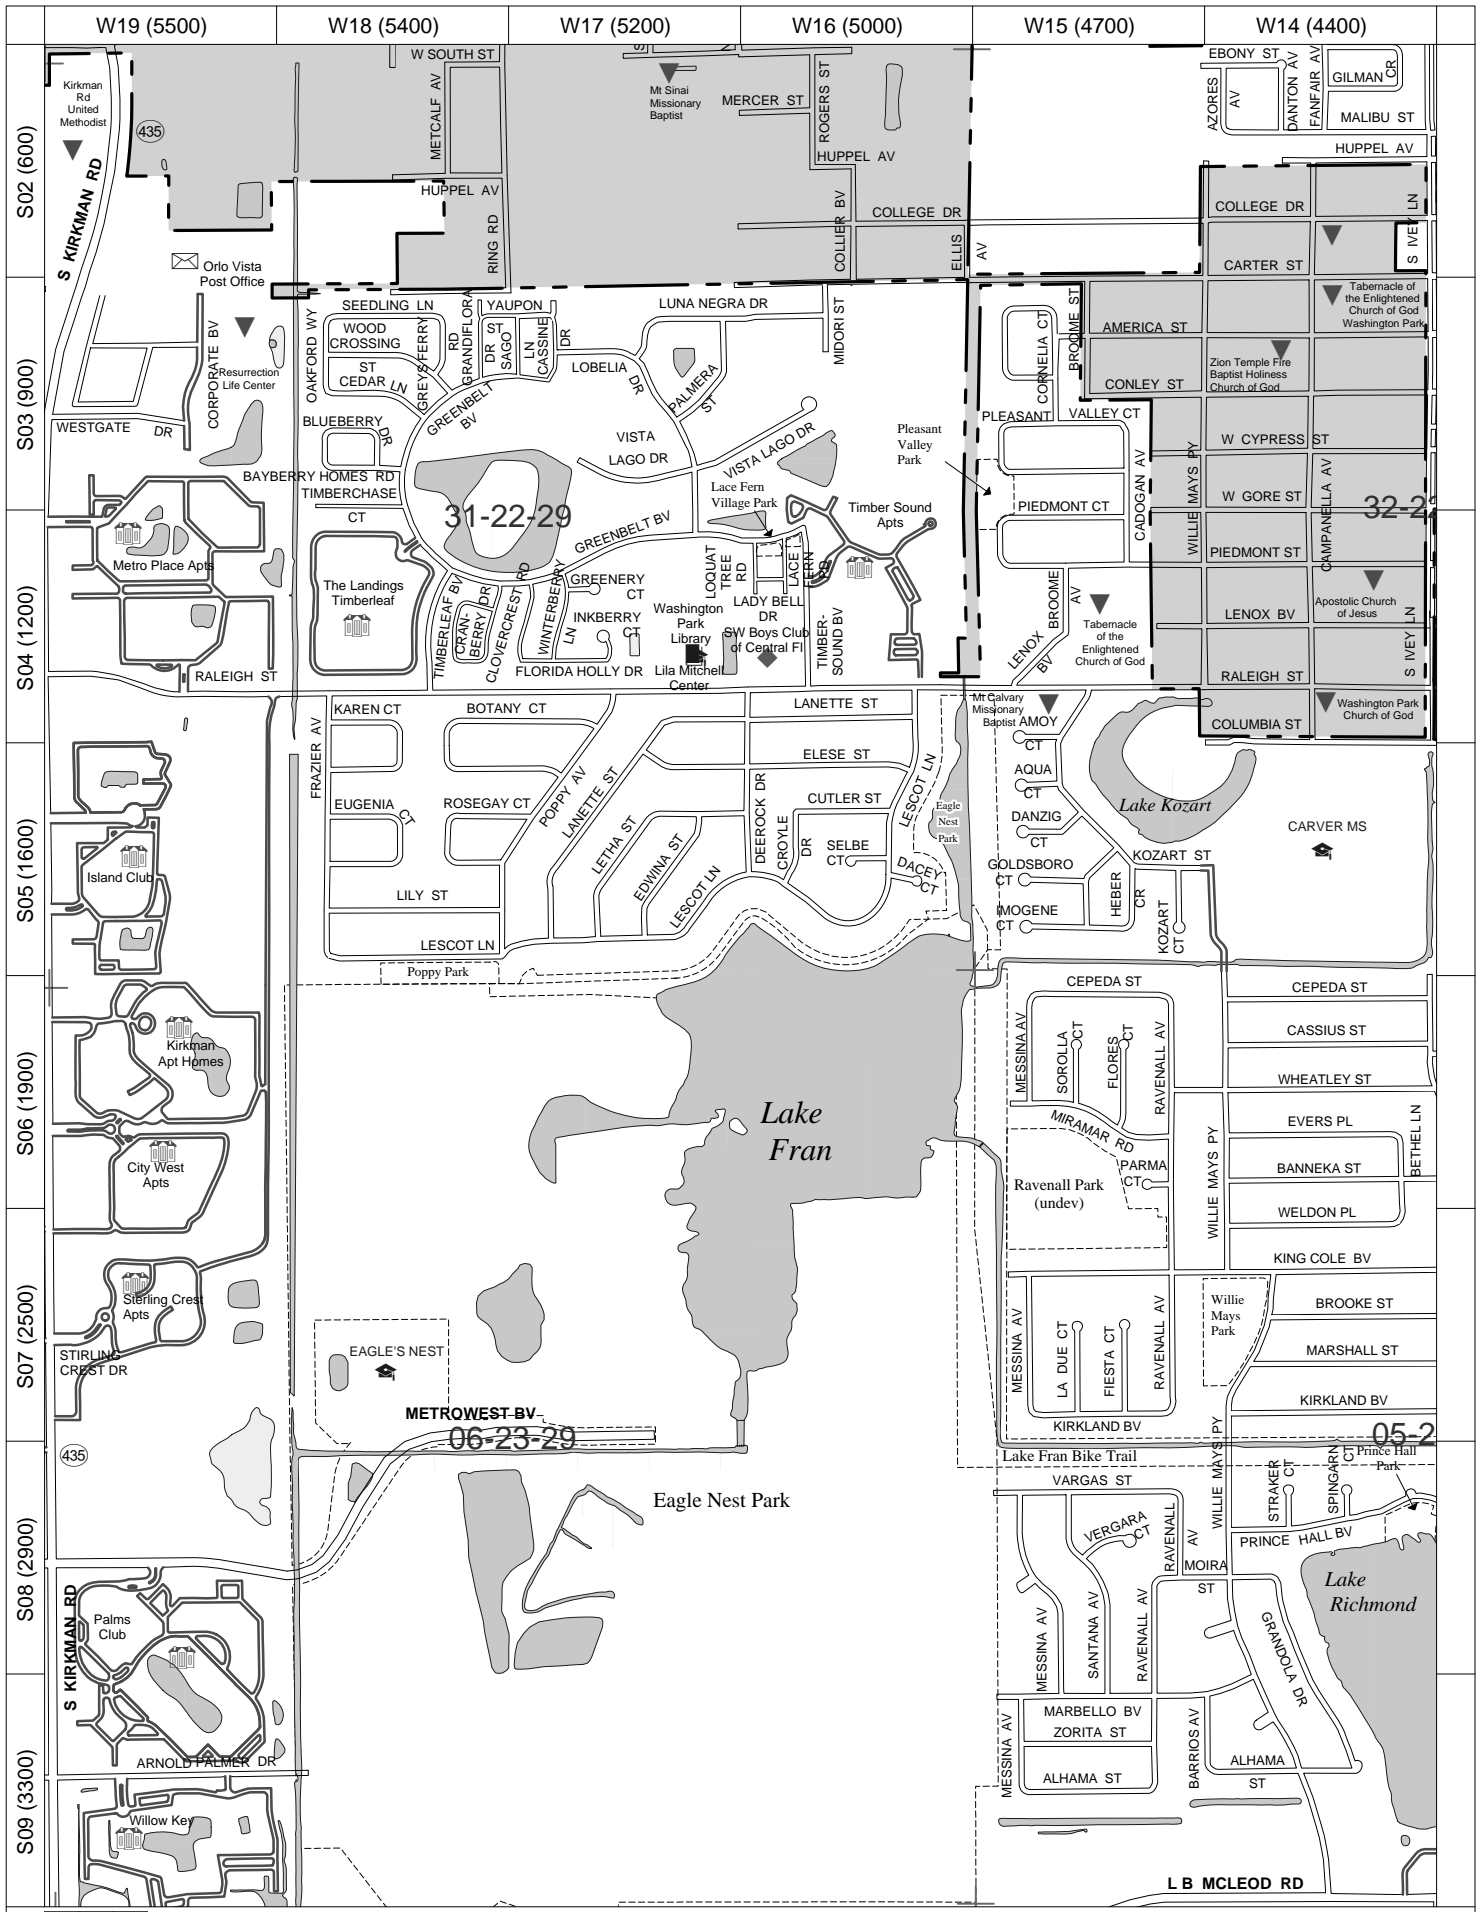 W19 (5500)
W18 (5400)
W17 (5200)
W16 (5000)
W15 (4700)
W14 (4400)
S02 (600)
S03 (900)
S04 (1200)
S05 (1600)
S06 (1900)
S07 (2500)
S08 (2900)
S09 (3300)
Kirkman
Rd
United
Methodist
435
S KIRKMAN RD
W SOUTH ST
METCALF AV
HUPPEL AV
RING RD
Mt Sinai
Missionary
Baptist
MERCER ST
ROGERS ST
HUPPEL AV
COLLIER BV
COLLEGE DR
ELLIS
AV
EBONY ST
AZORES
AV
DANTON AV
FANFAIR AV
GILMAN
CR
MALIBU ST
HUPPEL AV
COLLEGE DR
CARTER ST
S IVEY LN
Orlo Vista
Post Office
CORPORATE BV
Resurrection
Life Center
WESTGATE DR
OAKFORD WY
SEEDLING LN
WOOD
CROSSING
ST
CEDAR LN
GREYSFERRY
RD
GRANDIFLORA
DR
YAUPON
ST
SAGO
LN
CASSINE
DR
LUNA NEGRA DR
MIDORI ST
LOBELIA
DR
PALMERA
ST
BLUEBERRY
DR
GREENBELT
BV
VISTA
LAGO DR
VISTA LAGO DR
BAYBERRY HOMES RD
TIMBERCHASE
CT
Pleasant
Valley
Park
CORNELIA CT
BROOME ST
AMERICA ST
CONLEY ST
PLEASANT
VALLEY CT
Tabernacle of
the Enlightened
Church of God
Washington Park
Zion Temple Fire
Baptist Holiness
Church of God
W CYPRESS ST
W GORE ST
WILLIE MAYS PY
CAMPANELLA AV
CADOGAN AV
PIEDMONT CT
32-22
31-22-29
Lace Fern
Village Park
Timber Sound
Apts
Metro Place Apts
The Landings
Timberleaf
GREENBELT BV
LOQUAT
TREE
RD
LACE
FERN
RD
LADY BELL
DR
TIMBERLEAF BV
CRAN-
BERRY DR
CLOVERCREST RD
WINTERBERRY
LN
GREENERY
CT
INKBERRY
CT
FLORIDA HOLLY DR
Washington
Park
Library
Lila Mitchell
Center
SW Boys Club
of Central Fl
TIMBER-
SOUND BV
LENOX
BV
BROOME
AV
Tabernacle
of the
Enlightened
Church of God
PIEDMONT ST
LENOX BV
Apostolic Church
of Jesus
S IVEY LN
RALEIGH ST
RALEIGH ST
COLUMBIA ST
Washington Park
Church of God
Mt Calvary
Missionary
Baptist
AMOY
CT
KAREN CT
BOTANY CT
LANETTE ST
FRAZIER AV
ELESE ST
LESCOT LN
EUGENIA
CT
ROSEGAY CT
POPPY AV
LANETTE ST
LETHA ST
EDWINA ST
LESCOT LN
DEEROCK DR
CROYLE
DR
CUTLER ST
SELBE
CT
DACEY
CT
Eagle
Nest
Park
AQUA
CT
DANZIG
CT
GOLDSBORO
CT
IMOGENE
CT
HEBER
CR
KOZART ST
KOZART
CT
Lake Kozart
CARVER MS
Island Club
LILY ST
LESCOT LN
Poppy Park
Kirkman
Apt Homes
City West
Apts
Lake
Fran
CEPEDA ST
MESSINA AV
SOROLLA
CT
FLORES
CT
RAVENALL AV
MIRAMAR RD
PARMA
CT
Ravenall Park
(undev)
WILLIE MAYS PY
CEPEDA ST
CASSIUS ST
WHEATLEY ST
EVERS PL
BANNEKA ST
BETHEL LN
WELDON PL
KING COLE BV
Sterling Crest
Apts
STIRLING
CREST DR
EAGLE'S NEST
METROWEST BV
06-23-29
435
MESSINA AV
LA DUE CT
FIESTA CT
RAVENALL AV
KIRKLAND BV
Willie
Mays
Park
BROOKE ST
MARSHALL ST
KIRKLAND BV
05-2
WILLIE MAYS PY
Lake Fran Bike Trail
Prince Hall
Park
VARGAS ST
STRAKER
CT
SPINGARN
CT
PRINCE HALL BV
Eagle Nest Park
VERGARA
CT
RAVENALL
AV
MOIRA
ST
Lake
Richmond
S KIRKMAN RD
Palms
Club
MESSINA AV
SANTANA AV
RAVENALL AV
GRANDOLA DR
MARBELLO BV
ZORITA ST
MESSINA AV
ALHAMA ST
BARRIOS AV
ALHAMA
ST
ARNOLD PALMER DR
Willow Key
L B MCLEOD RD